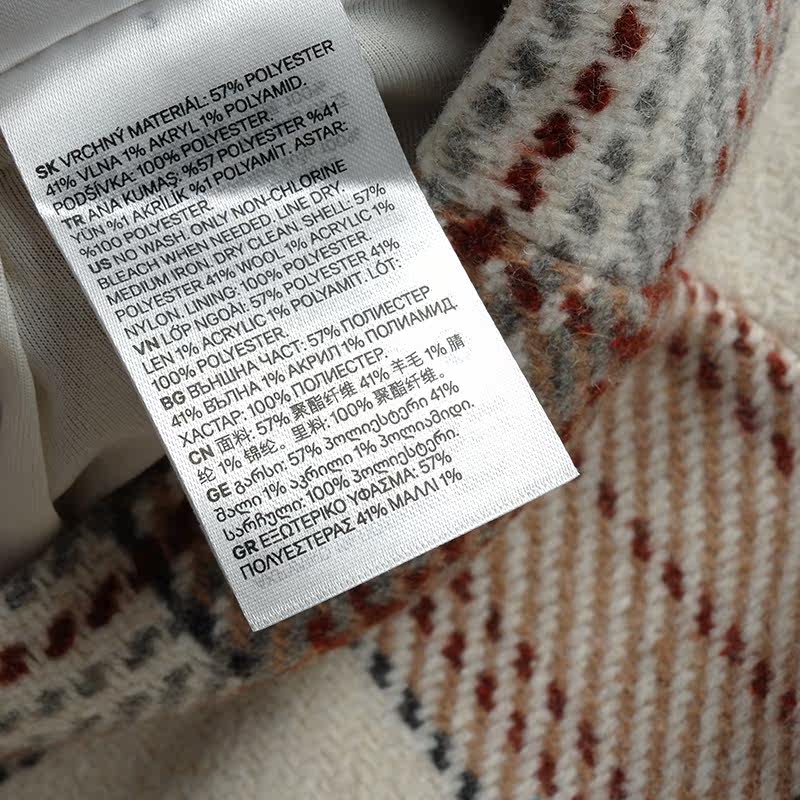 SK VRCHNÝ MATERIÁL: 57% POLYESTER
41% VLNA 1% AKRYL 1% POLYAMID.
PODŠÍVKA: 100% POLYESTER.
TR ANA KUMAŞ: %57 POLYESTER %41
YÜN %1 AKRİLİK %1 POLYAMİT. ASTAR:
%100 POLYESTER.
US NO WASH. ONLY NON-CHLORINE
BLEACH WHEN NEEDED. LINE DRY.
MEDIUM IRON. DRY CLEAN. SHELL: 57%
POLYESTER 41% WOOL 1% ACRYLIC 1%
NYLON. LINING: 100% POLYESTER.
VN LỚP NGOÀI: 57% POLYESTER 41%
LEN 1% ACRYLIC 1% POLYAMIT. LÓT:
100% POLYESTER.
BG ВЪНШНА ЧАСТ: 57% ПОЛИЕСТЕР
41% ВЪЛНА 1% АКРИЛ 1% ПОЛИАМИД.
ХАСТАР: 100% ПОЛИЕСТЕР.
CN 面料: 57% 聚酯纤维 41% 羊毛 1% 腈
纶 1% 锦纶。里料: 100% 聚酯纤维。
GE გარსი: 57% პოლიესტერი 41%
შალი 1% აკრილი 1% პოლიამიდი.
სარჩული: 100% პოლიესტერი.
GR ΕΞΩΤΕΡΙΚΟ ΥΦΑΣΜΑ: 57%
ΠΟΛΥΕΣΤΕΡΑΣ 41% ΜΑΛΛΙ 1%